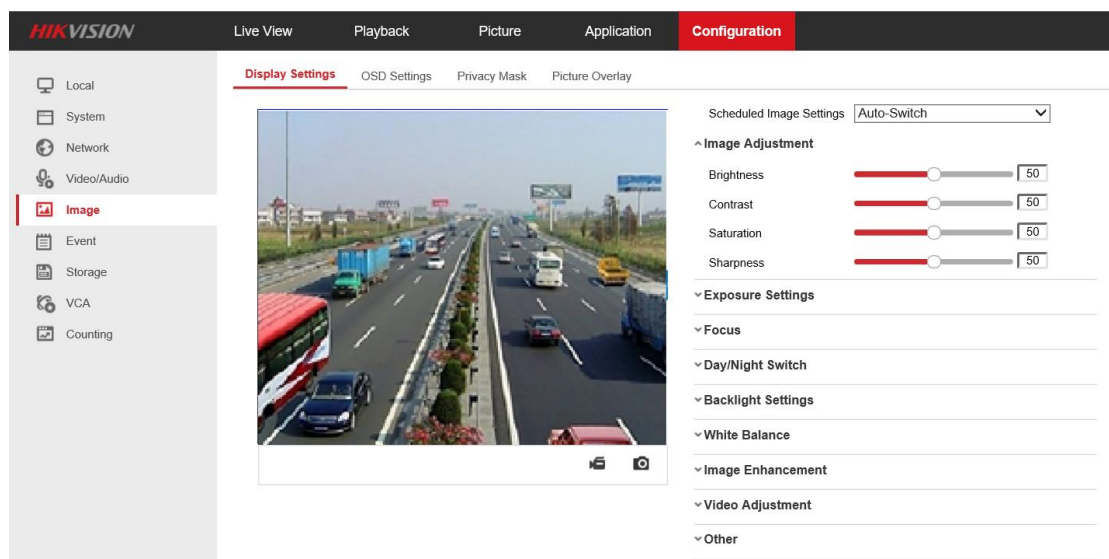 HIKVISION
Live View
Playback
Picture
Application
Configuration
Local
System
Network
Video/Audio
Image
Event
Storage
VCA
Counting
Display Settings
OSD Settings
Privacy Mask
Picture Overlay
Scheduled Image Settings Auto-Switch
Image Adjustment
Brightness 50
Contrast 50
Saturation 50
Sharpness 50
Exposure Settings
Focus
Day/Night Switch
Backlight Settings
White Balance
Image Enhancement
Video Adjustment
Other